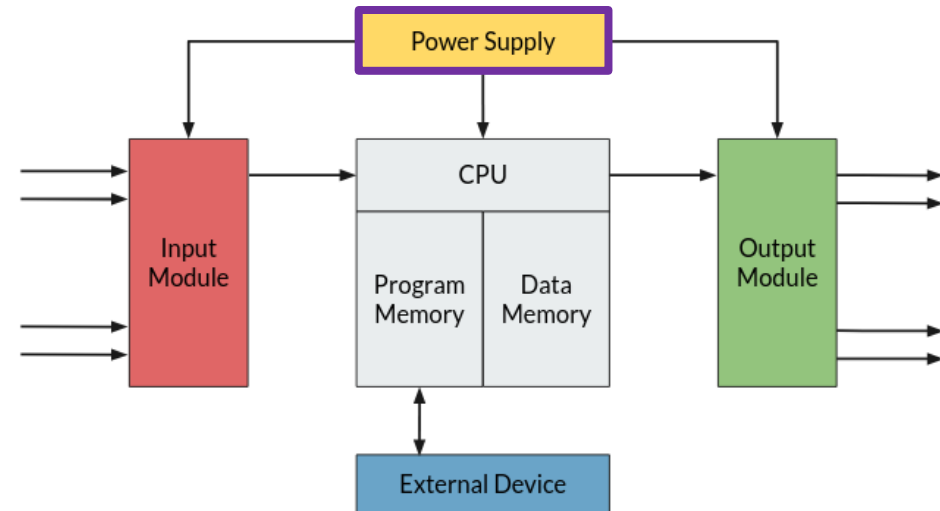 Power Supply
CPU
Input
Module
Program
Memory
Data
Memory
Output
Module
External Device